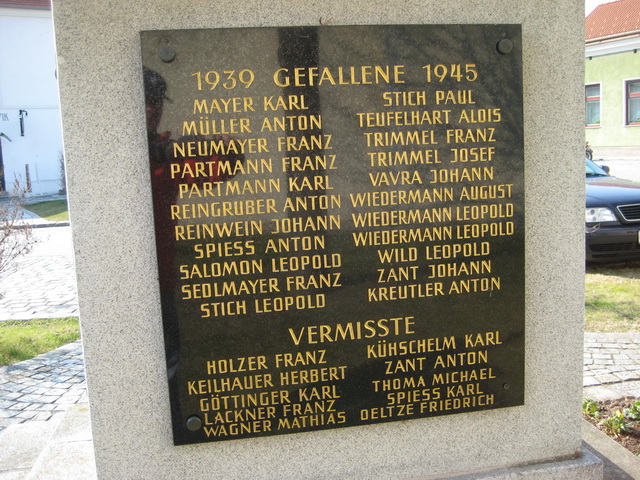 1939 GEFALLENE 1945
MAYER KARL
MÜLLER ANTON
NEUMAYER FRANZ
PARTMANN FRANZ
PARTMANN KARL
REINGRUBER ANTON
REINWEIN JOHANN
SPIESS ANTON
SALOMON LEOPOLD
SEDLMAYER FRANZ
STICH LEOPOLD
STICH PAUL
TEUFELHART ALOIS
TRIMMEL FRANZ
TRIMMEL JOSEF
VAVRA JOHANN
WIEDERMANN AUGUST
WIEDERMANN LEOPOLD
WIEDERMANN LEOPOLD
WILD LEOPOLD
ZANT JOHANN
KREUTLER ANTON
VERMISSTE
HOLZER FRANZ
KEILHAUER HERBERT
GÖTTINGER KARL
LACKNER FRANZ
WAGNER MATHIAS
KÜHSCHELM KARL
ZANT ANTON
THOMA MICHAEL
SPIESS KARL
OELTZE FRIEDRICH